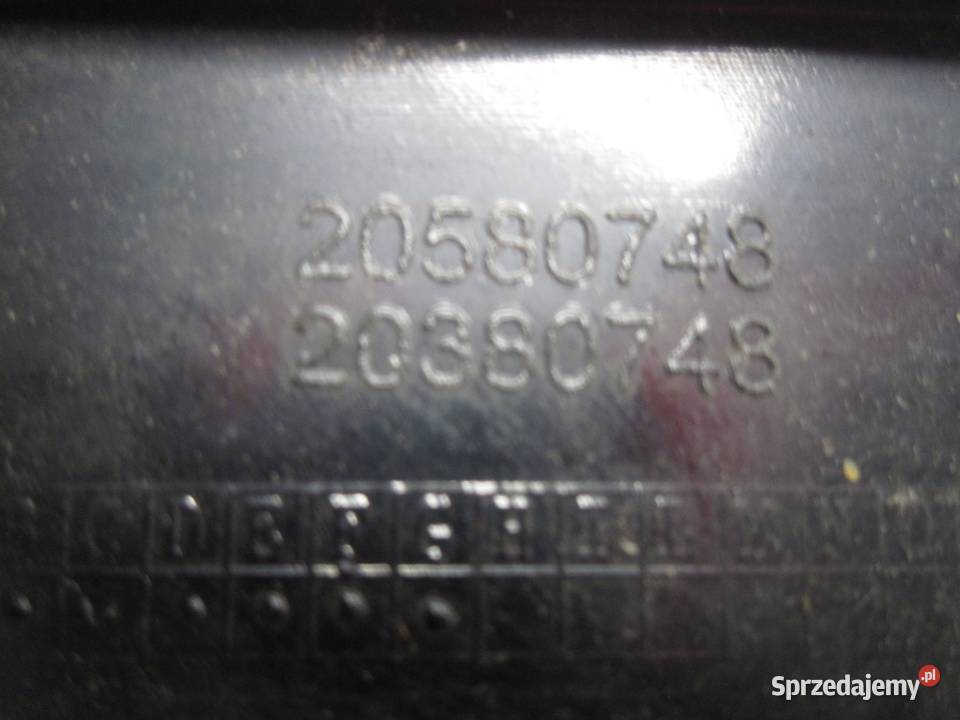 20580748
20380748
C D E F G H
Sprzedajemy.pl